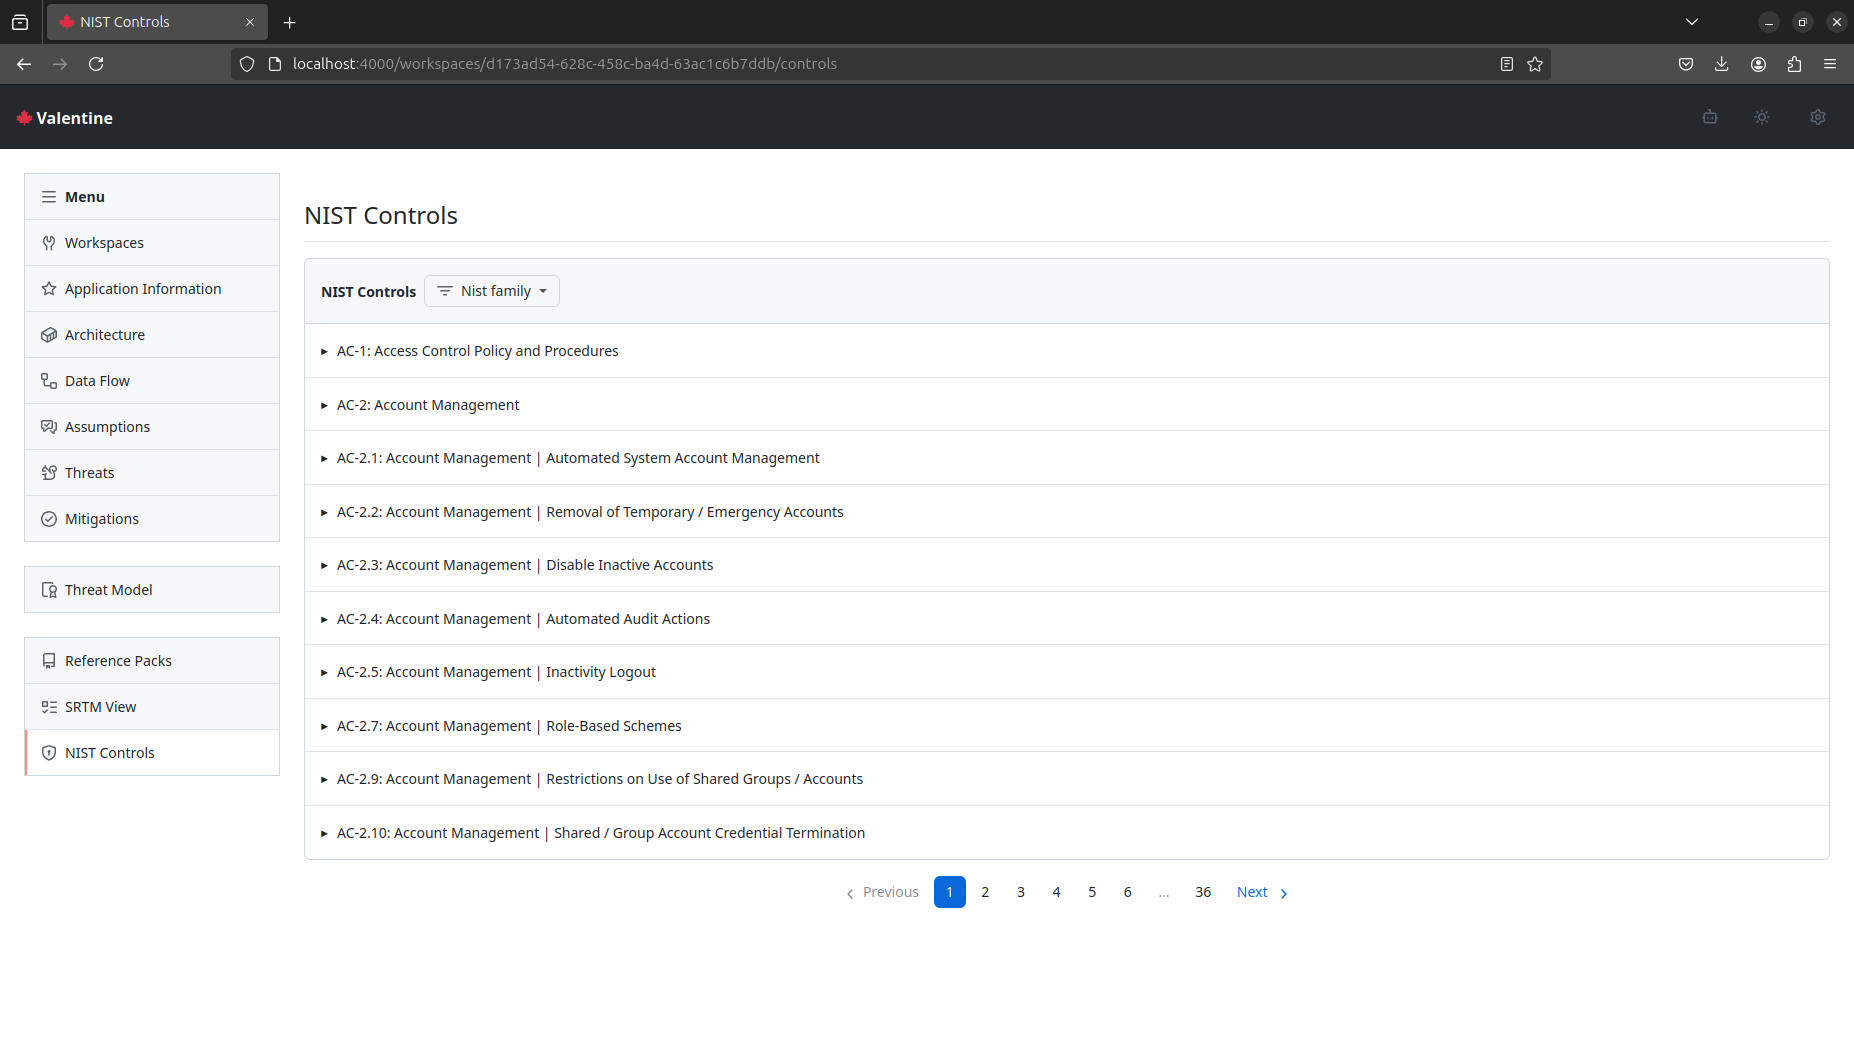 NIST Controls
localhost:4000/workspaces/d173ad54-628c-458c-ba4d-63ac1c6b7ddb/controls
Valentine
Menu
Workspaces
Application Information
Architecture
Data Flow
Assumptions
Threats
Mitigations
Threat Model
Reference Packs
SRTM View
NIST Controls
NIST Controls
NIST Controls Nist family
AC-1: Access Control Policy and Procedures
AC-2: Account Management
AC-2.1: Account Management | Automated System Account Management
AC-2.2: Account Management | Removal of Temporary / Emergency Accounts
AC-2.3: Account Management | Disable Inactive Accounts
AC-2.4: Account Management | Automated Audit Actions
AC-2.5: Account Management | Inactivity Logout
AC-2.7: Account Management | Role-Based Schemes
AC-2.9: Account Management | Restrictions on Use of Shared Groups / Accounts
AC-2.10: Account Management | Shared / Group Account Credential Termination
Previous 1 2 3 4 5 6 … 36 Next